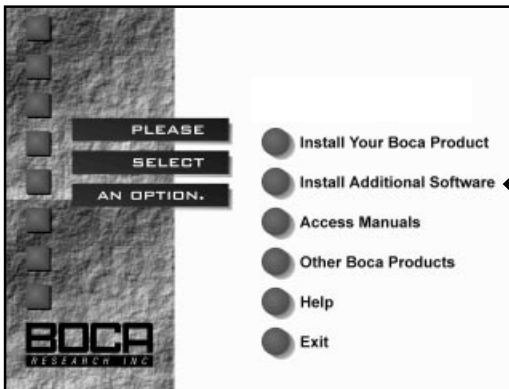 PLEASE
SELECT
AN OPTION.
Install Your Boca Product
Install Additional Software
Access Manuals
Other Boca Products
Help
Exit
BOCA
RESEARCH INC